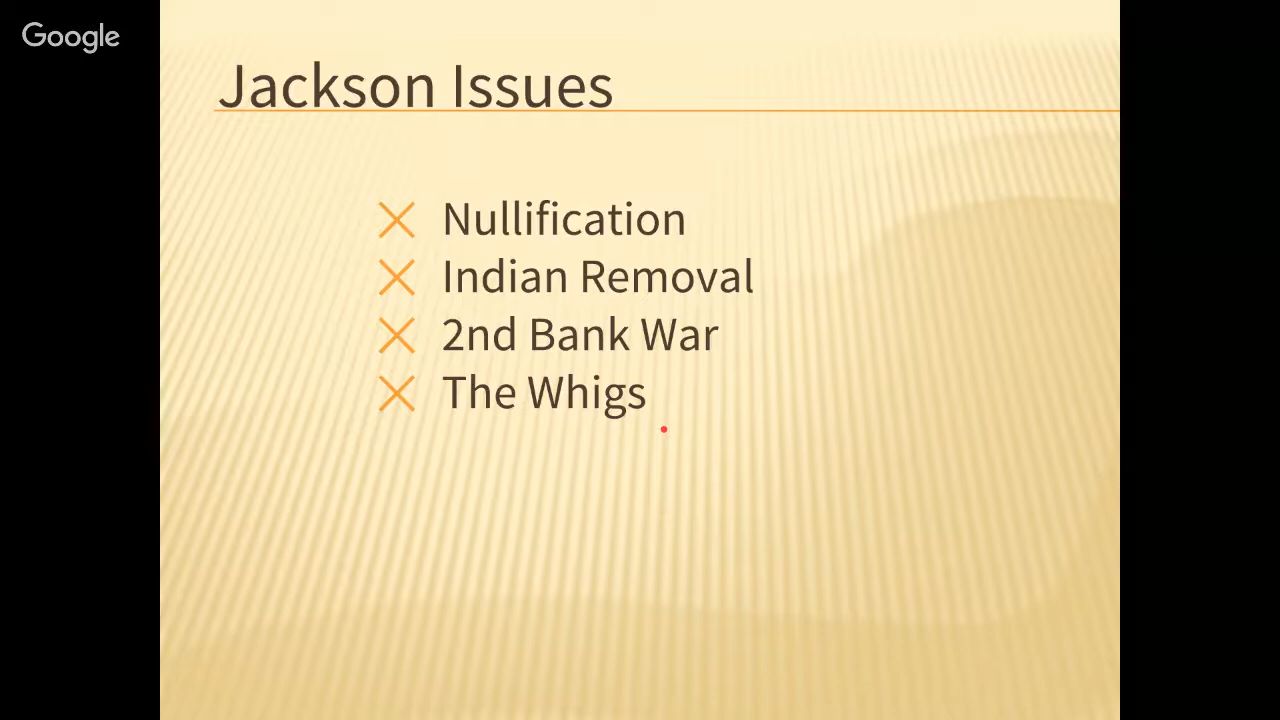 Google
Jackson Issues
Nullification
Indian Removal
2nd Bank War
The Whigs